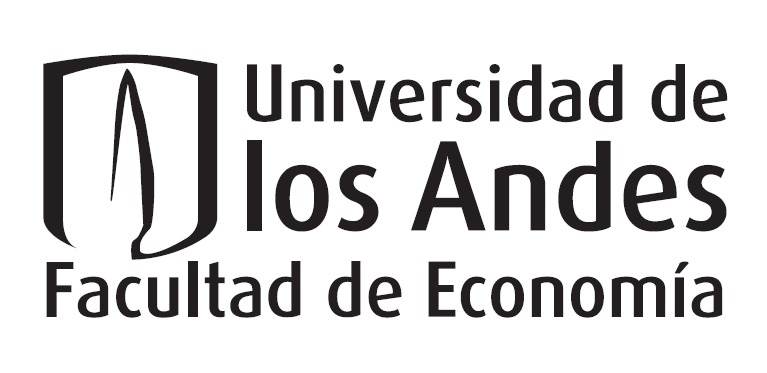 Universidad de
los Andes
Facultad de Economía